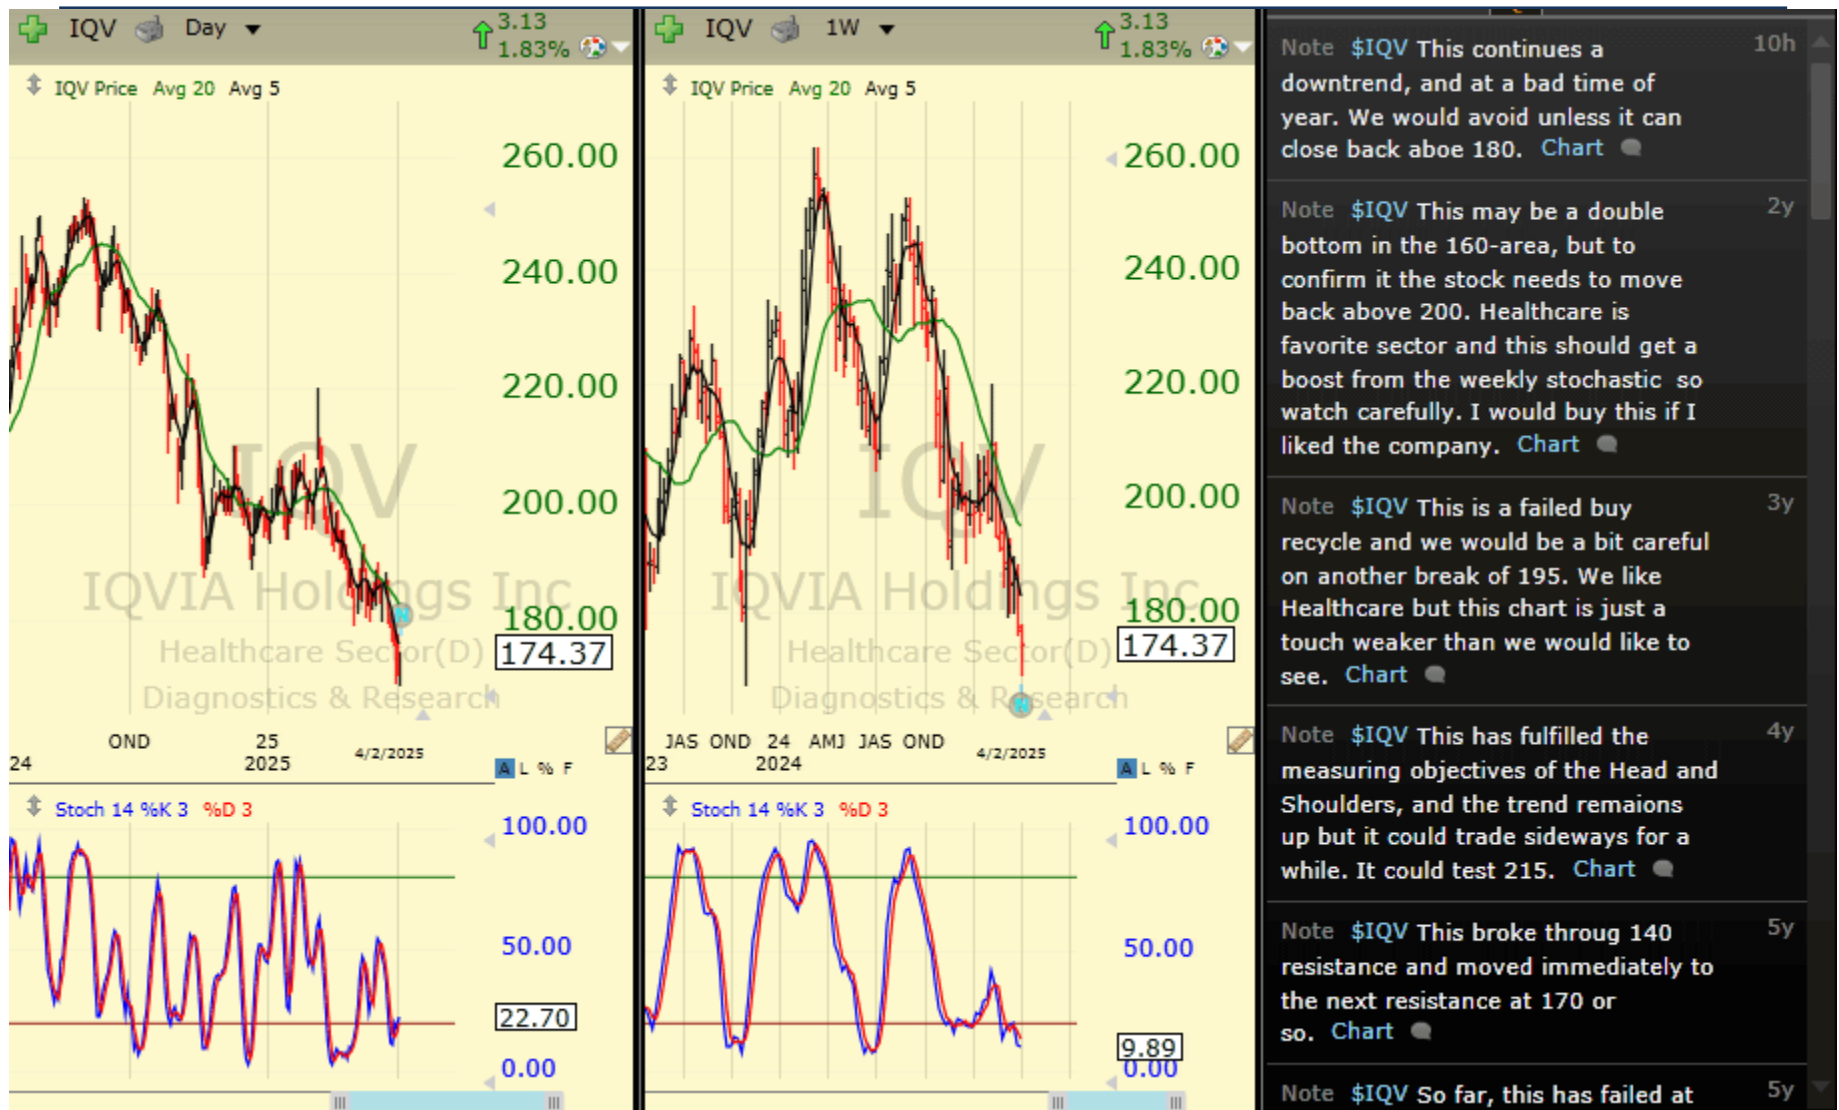 IQV Day
3.13
1.83%
IQV Price Avg 20 Avg 5
260.00
240.00
220.00
200.00
180.00
174.37
IQV
IQVIA Holdings Inc
Healthcare Sector(D)
Diagnostics & Research
OND 25 4/2/2025
24 2025
A L % F
Stoch 14 %K 3 %D 3
100.00
50.00
22.70
0.00
IQV 1W
3.13
1.83%
IQV Price Avg 20 Avg 5
260.00
240.00
220.00
200.00
180.00
174.37
IQV
IQVIA Holdings Inc
Healthcare Sector(D)
Diagnostics & Research
N
N
JAS OND 24 AMJ JAS OND 4/2/2025
23 2024
A L % F
Stoch 14 %K 3 %D 3
100.00
50.00
9.89
0.00
Note $IQV This continues a 10h
downtrend, and at a bad time of
year. We would avoid unless it can
close back aboe 180. Chart
Note $IQV This may be a double 2y
bottom in the 160-area, but to
confirm it the stock needs to move
back above 200. Healthcare is
favorite sector and this should get a
boost from the weekly stochastic so
watch carefully. I would buy this if I
liked the company. Chart
Note $IQV This is a failed buy 3y
recycle and we would be a bit careful
on another break of 195. We like
Healthcare but this chart is just a
touch weaker than we would like to
see. Chart
Note $IQV This has fulfilled the 4y
measuring objectives of the Head and
Shoulders, and the trend remaions
up but it could trade sideways for a
while. It could test 215. Chart
Note $IQV This broke throug 140 5y
resistance and moved immediately to
the next resistance at 170 or
so. Chart
Note $IQV So far, this has failed at 5y